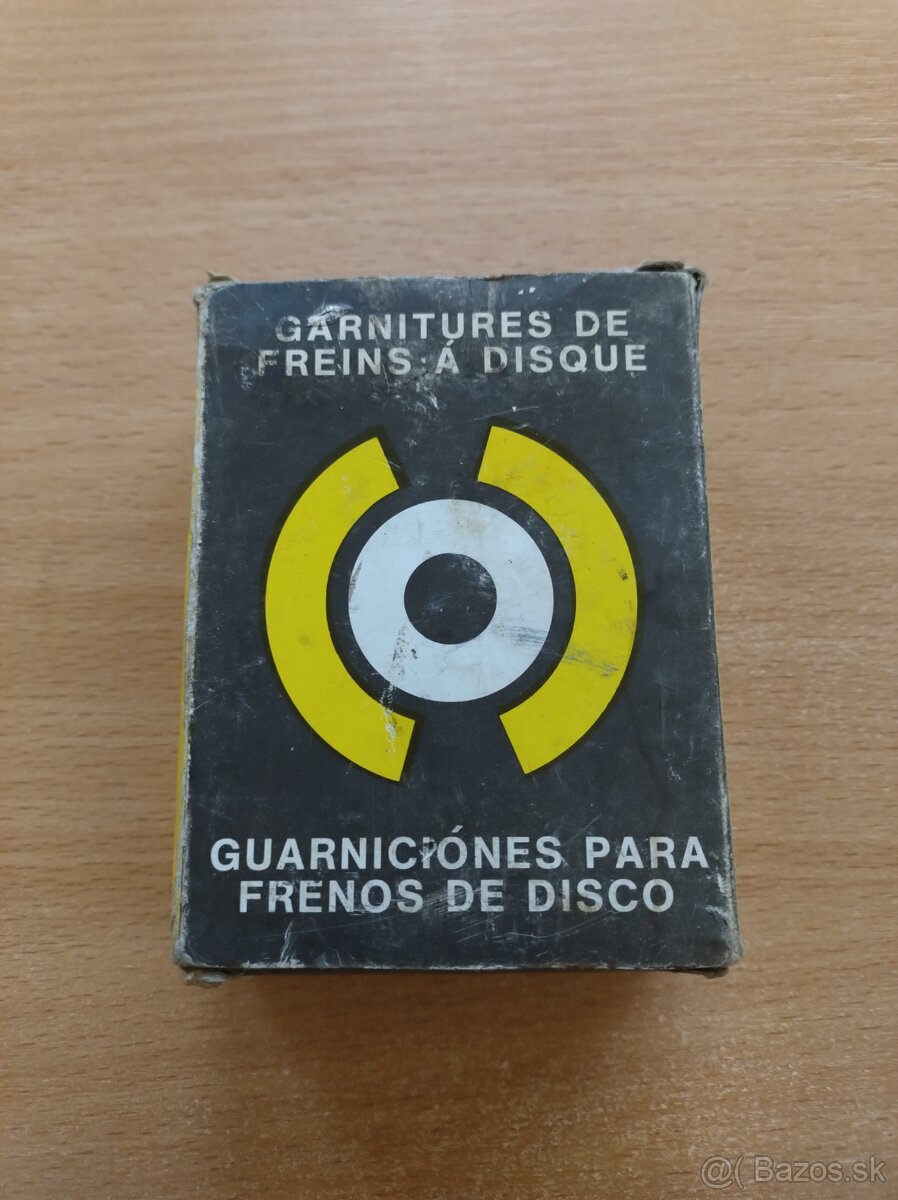 GARNITURES DE
FREINS Á DISQUE
GUARNICIÓNES PARA
FRENOS DE DISCO
@( Bazos.sk